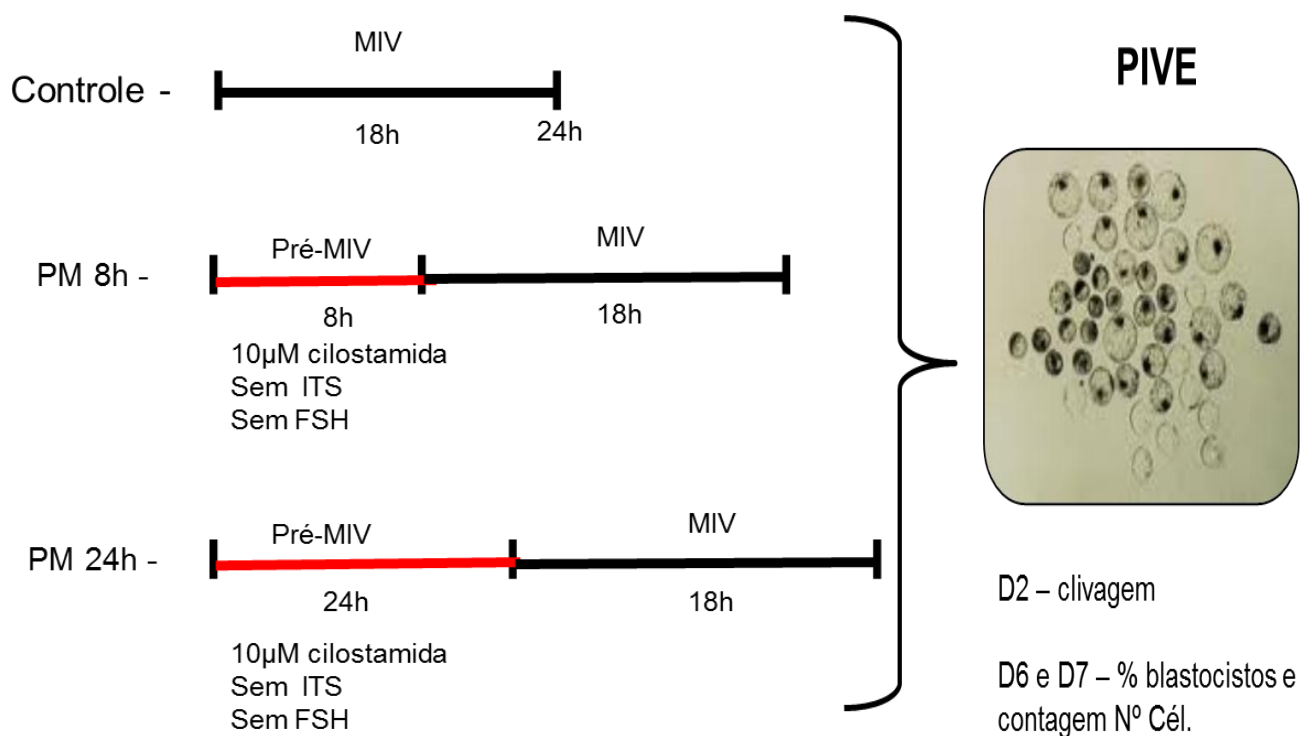 MIV
Controle -
18h
24h
Pré-MIV
MIV
PM 8h -
8h
18h
10µM cilostamida
Sem ITS
Sem FSH
Pré-MIV
MIV
PM 24h -
24h
18h
10µM cilostamida
Sem ITS
Sem FSH
PIVE
D2 – clivagem
D6 e D7 – % blastocistos e
contagem Nº Cél.